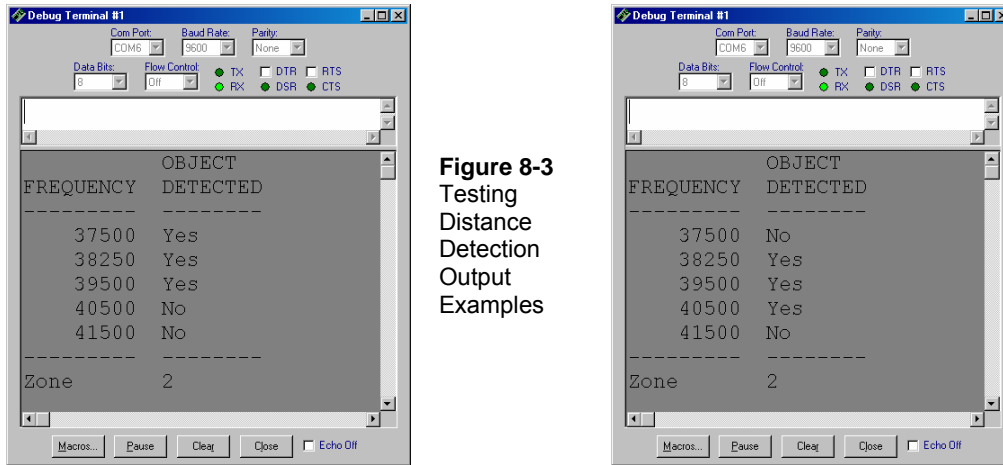 Debug Terminal #1
Com Port: Baud Rate: Parity:
COM6 9600 None
Data Bits: Flow Control:
8 Off TX DTR RTS
RX DSR CTS
OBJECT
FREQUENCY DETECTED
--------- --------
37500 Yes
38250 Yes
39500 Yes
40500 No
41500 No
--------- --------
Zone 2
Macros... Pause Clear Close Echo Off
Figure 8-3
Testing
Distance
Detection
Output
Examples
Debug Terminal #1
Com Port: Baud Rate: Parity:
COM6 9600 None
Data Bits: Flow Control:
8 Off TX DTR RTS
RX DSR CTS
OBJECT
FREQUENCY DETECTED
--------- --------
37500 No
38250 Yes
39500 Yes
40500 Yes
41500 No
--------- --------
Zone 2
Macros... Pause Clear Close Echo Off